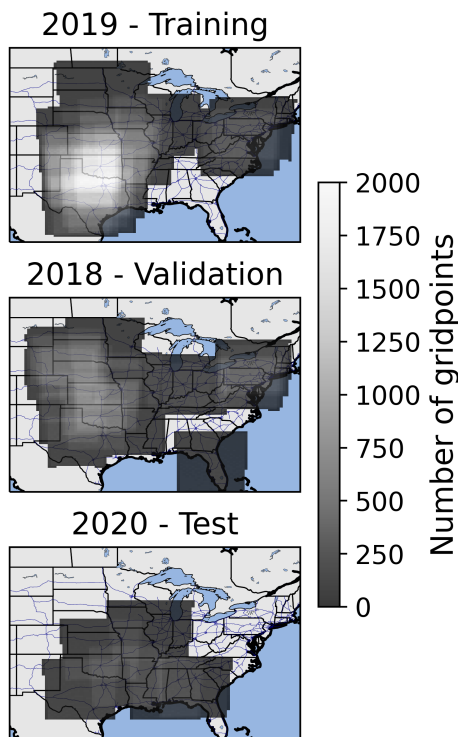 2019 - Training
2018 - Validation
2020 - Test
2000
1750
1500
1250
1000
750
500
250
0
Number of gridpoints